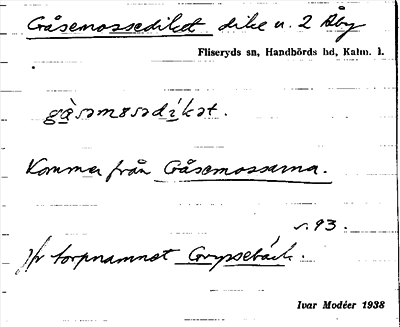 Gåsemossediket dike u. 2 Åby
Fliseryds sn, Handbörds hd, Kalm. l.
gåsəmosədíkət.
Kommer från Gåsemossarna.
s. 93.
jfr torpnamnet Grypsebäck.
Ivar Modéer 1938